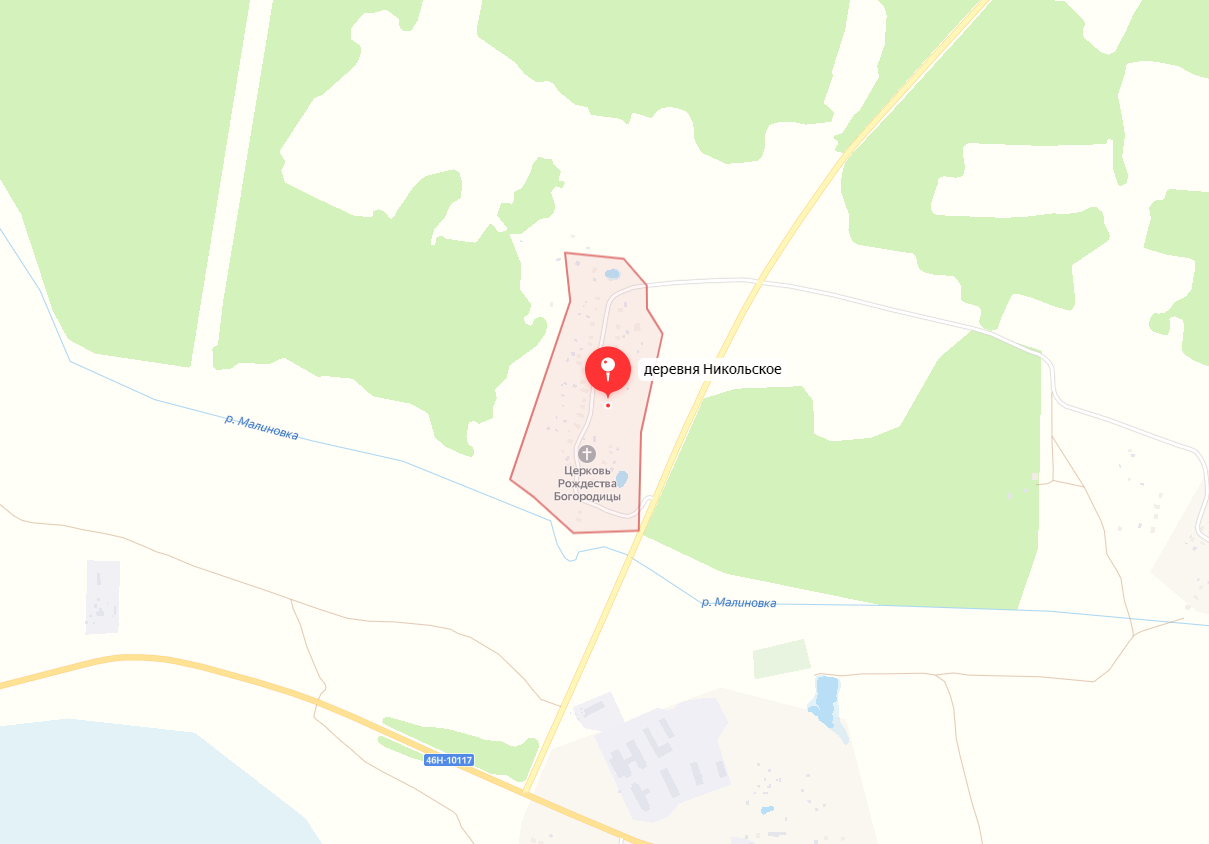 деревня Никольское
р. Малиновка
Церковь
Рождества
Богородицы
р. Малиновка
46Н-10117